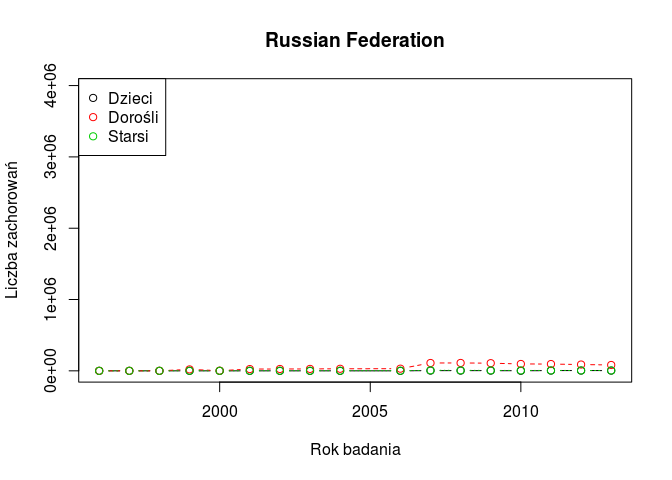 Russian Federation
Liczba zachorowań
4e+06
3e+06
2e+06
1e+06
0e+00
Dzieci
Dorośli
Starsi
2000 2005 2010
Rok badania